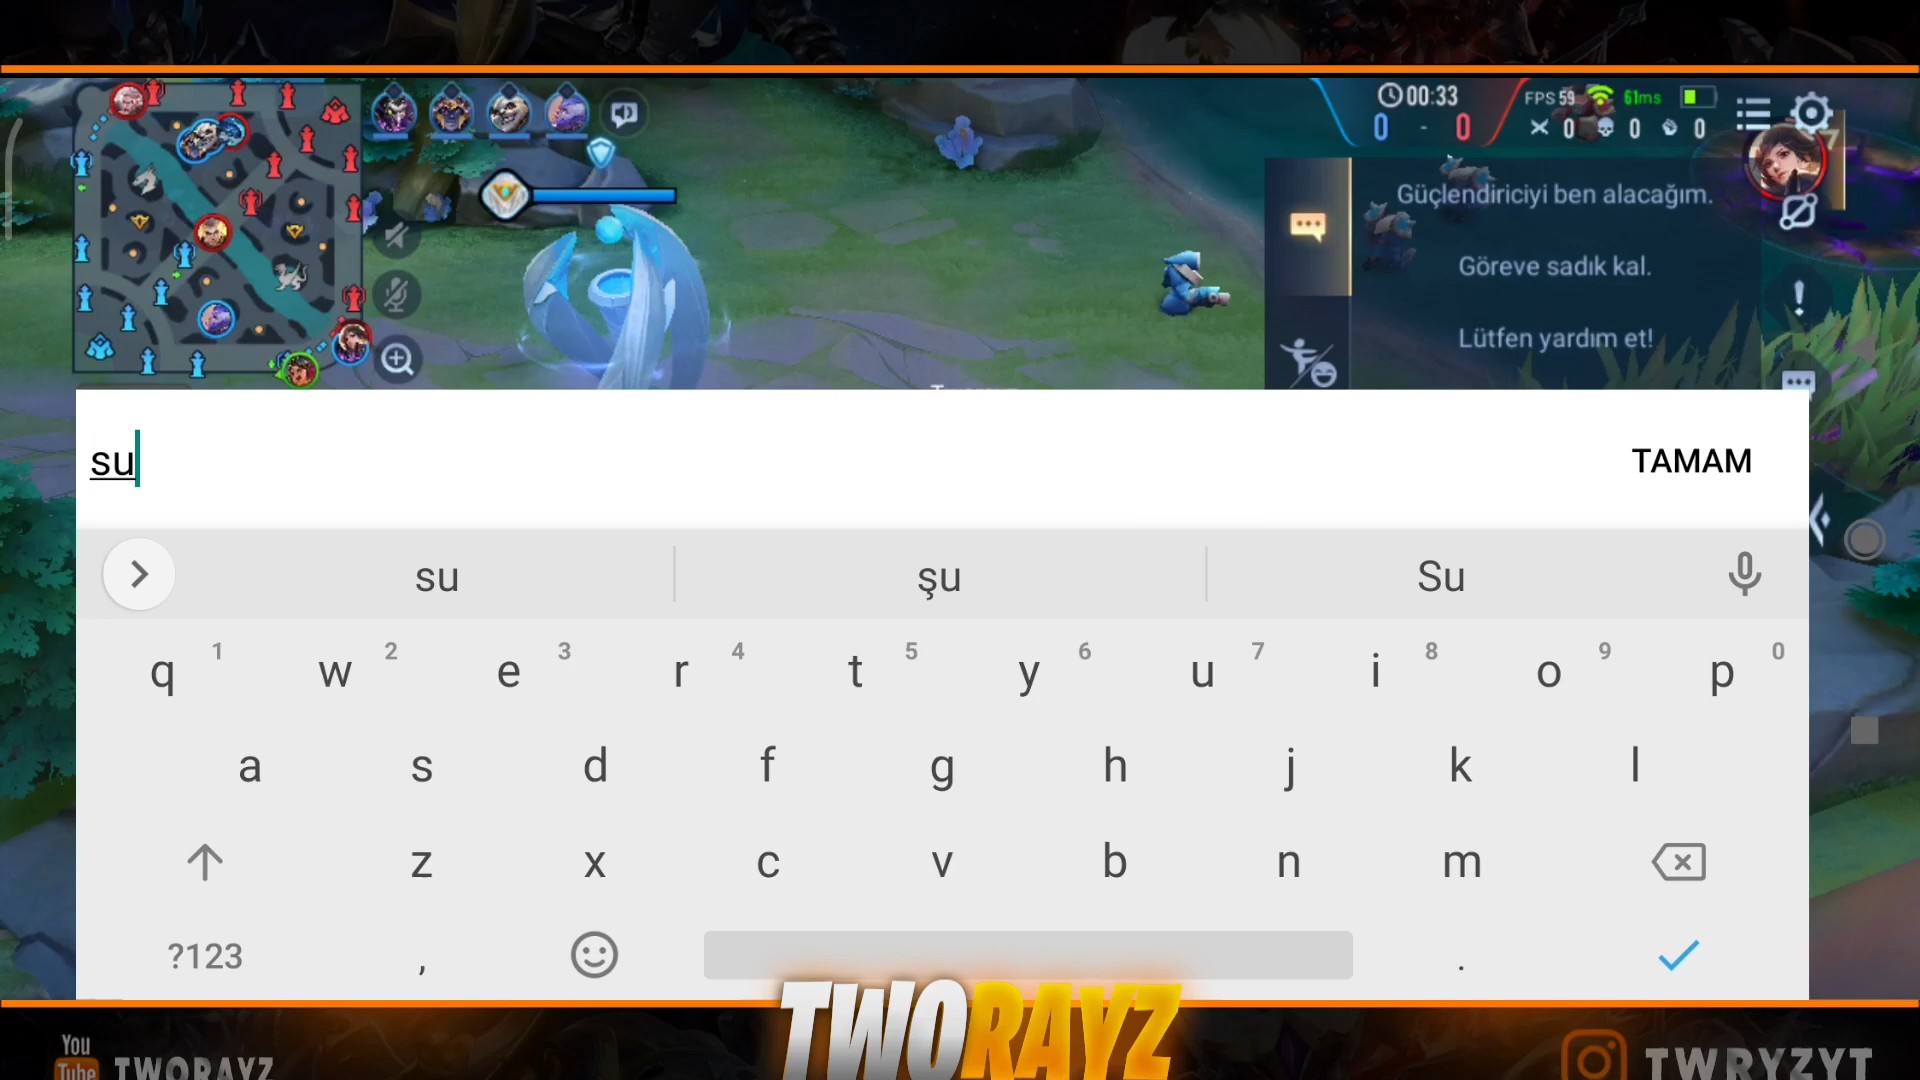 00:33
FPS 59 61ms
0 - 0
0 0 0
Güçlendiriciyi ben alacağım.
Göreve sadık kal.
Lütfen yardım et!
su
TAMAM
su şu Su
q 1 w 2 e 3 r 4 t 5 y 6 u 7 i 8 o 9 p 0
a s d f g h j k l
z x c v b n m
?123 , .
TWORAYZ
You Tube TWORAYZ
TWRYZYT